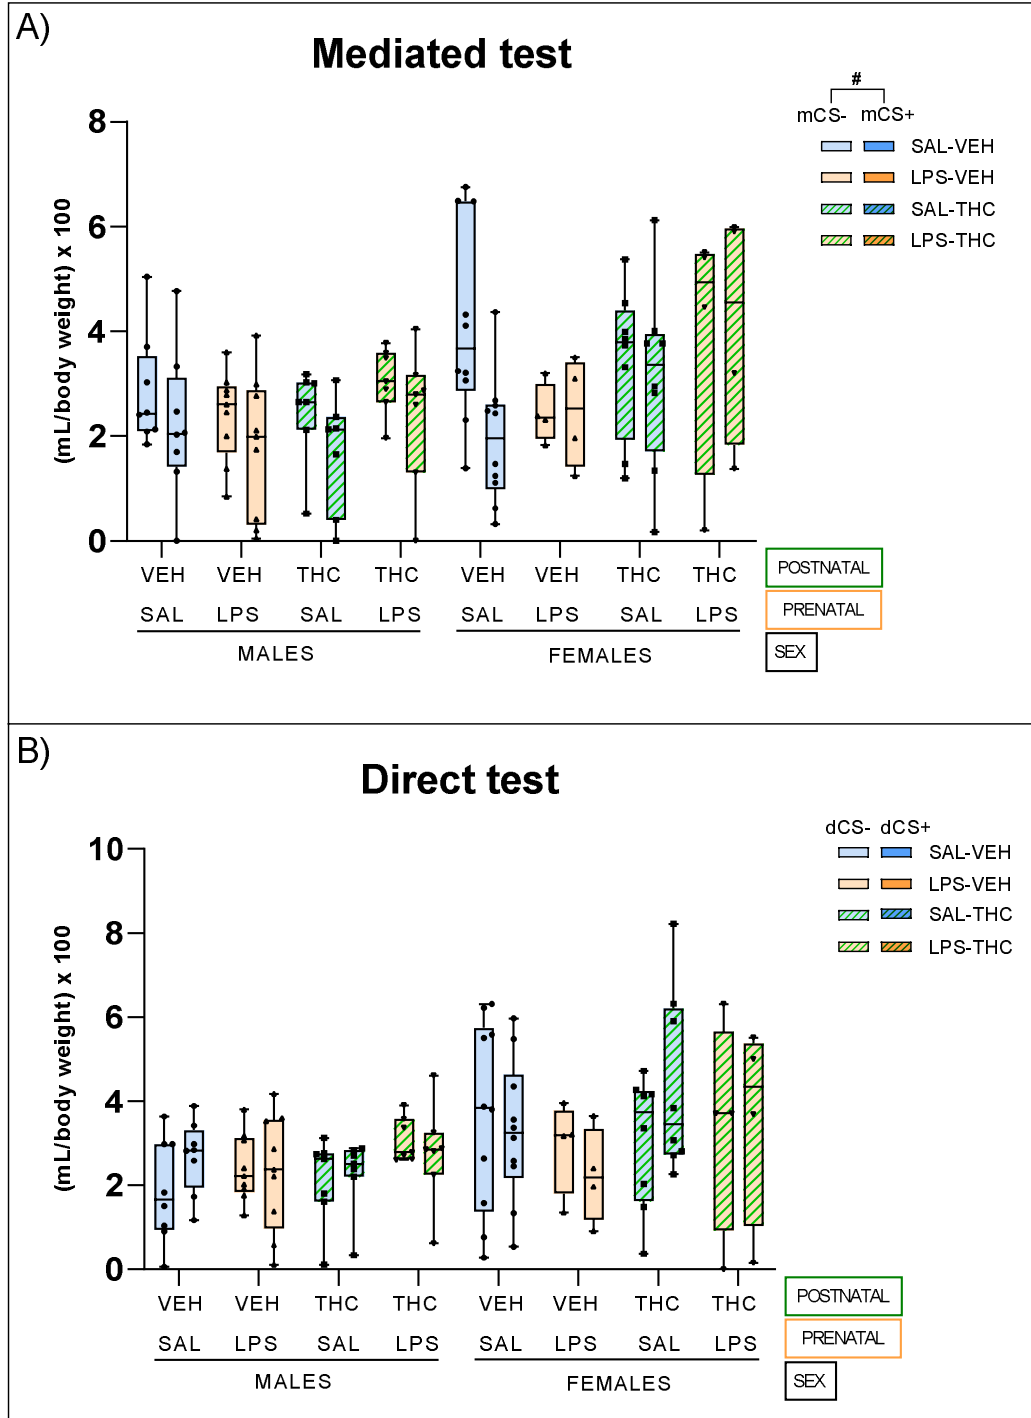 A)
Mediated test
#
mCS- mCS+
SAL-VEH
LPS-VEH
SAL-THC
LPS-THC
(mL/body weight) x 100
8
6
4
2
0
VEH VEH THC THC VEH VEH THC THC POSTNATAL
SAL LPS SAL LPS SAL LPS SAL LPS PRENATAL
MALES FEMALES SEX
B)
Direct test
dCS- dCS+
SAL-VEH
LPS-VEH
SAL-THC
LPS-THC
(mL/body weight) x 100
10
8
6
4
2
0
VEH VEH THC THC VEH VEH THC THC POSTNATAL
SAL LPS SAL LPS SAL LPS SAL LPS PRENATAL
MALES FEMALES SEX